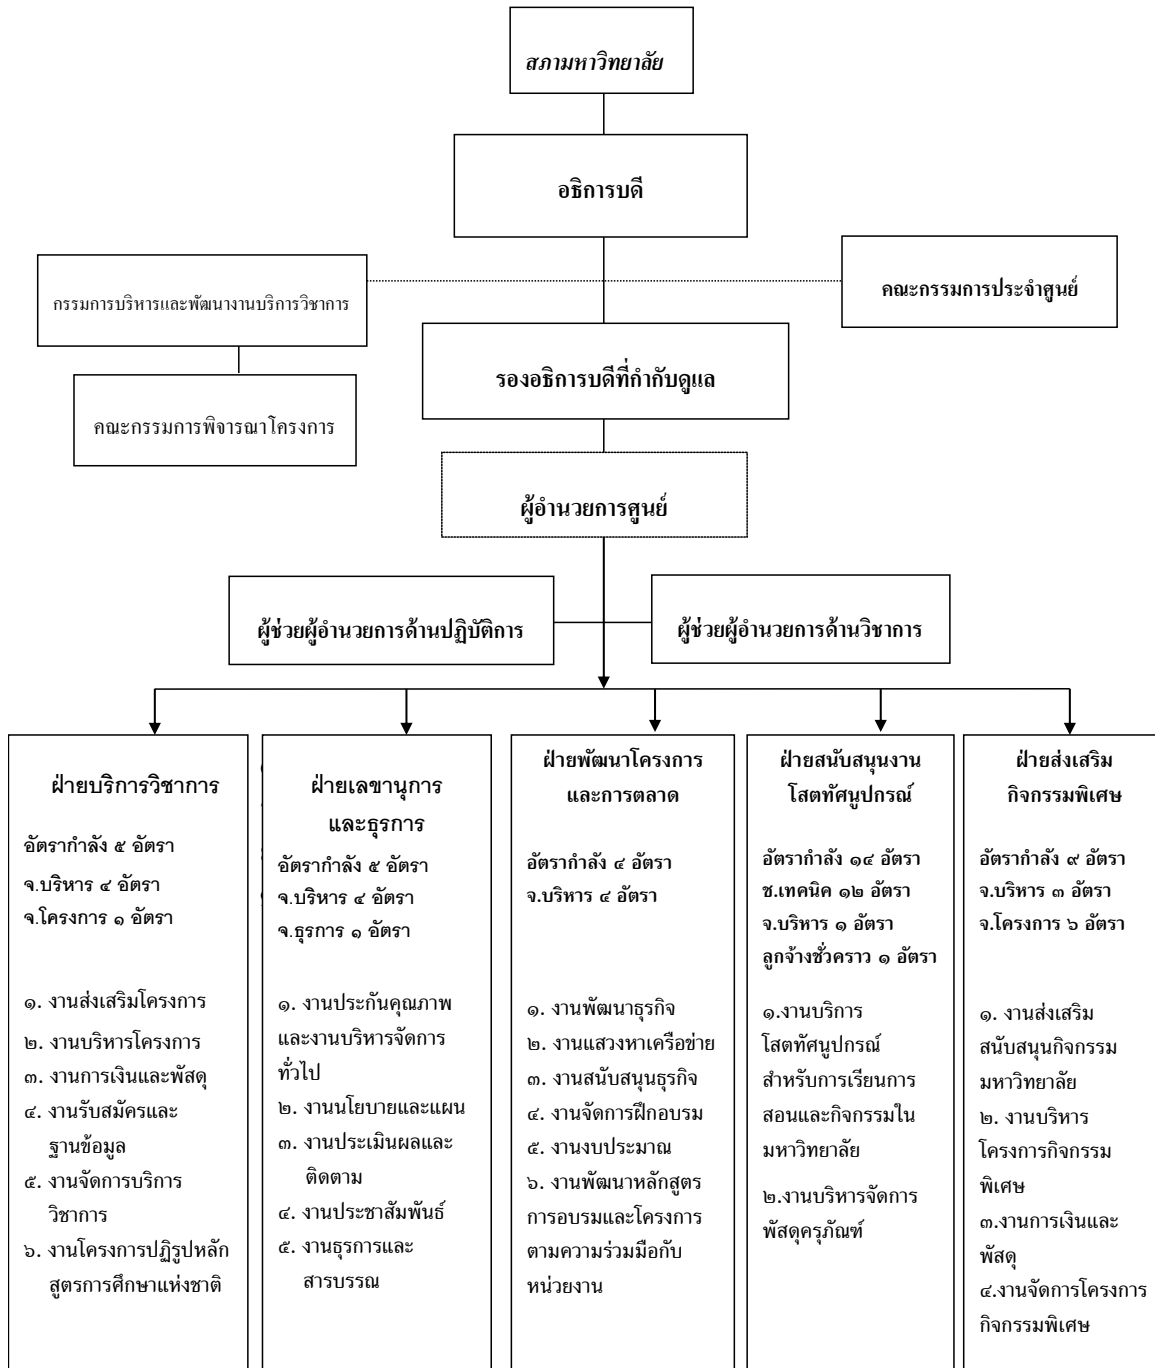 สภามหาวิทยาลัย
อธิการบดี
กรรมการบริหารและพัฒนางานบริการวิชาการ
คณะกรรมการประจำศูนย์
รองอธิการบดีที่กำกับดูแล
คณะกรรมการพิจารณาโครงการ
ผู้อำนวยการศูนย์
ผู้ช่วยผู้อำนวยการด้านปฏิบัติการ
ผู้ช่วยผู้อำนวยการด้านวิชาการ
ฝ่ายบริการวิชาการ
อัตรากำลัง ๕ อัตรา
จ.บริหาร ๔ อัตรา
จ.โครงการ ๑ อัตรา
๑. งานส่งเสริมโครงการ
๒. งานบริหารโครงการ
๓. งานการเงินและพัสดุ
๔. งานรับสมัครและ
ฐานข้อมูล
๕. งานจัดการบริการ
วิชาการ
๖. งานโครงการปฏิรูปหลัก
สูตรการศึกษาแห่งชาติ
ฝ่ายเลขานุการ
และธุรการ
อัตรากำลัง ๕ อัตรา
จ.บริหาร ๔ อัตรา
จ.ธุรการ ๑ อัตรา
๑. งานประกันคุณภาพ
และงานบริหารจัดการ
ทั่วไป
๒. งานนโยบายและแผน
๓. งานประเมินผลและ
ติดตาม
๔. งานประชาสัมพันธ์
๕. งานธุรการและ
สารบรรณ
ฝ่ายพัฒนาโครงการ
และการตลาด
อัตรากำลัง ๔ อัตรา
จ.บริหาร ๔ อัตรา
๑. งานพัฒนาธุรกิจ
๒. งานแสวงหาเครือข่าย
๓. งานสนับสนุนธุรกิจ
๔. งานจัดการฝึกอบรม
๕. งานงบประมาณ
๖. งานพัฒนาหลักสูตร
การอบรมและโครงการ
ตามความร่วมมือกับ
หน่วยงาน
ฝ่ายสนับสนุนงาน
โสตทัศนูปกรณ์
อัตรากำลัง ๑๔ อัตรา
ช.เทคนิค ๑๒ อัตรา
จ.บริหาร ๑ อัตรา
ลูกจ้างชั่วคราว ๑ อัตรา
๑.งานบริการ
โสตทัศนูปกรณ์
สำหรับการเรียนการ
สอนและกิจกรรมใน
มหาวิทยาลัย
๒.งานบริหารจัดการ
พัสดุครุภัณฑ์
ฝ่ายส่งเสริม
กิจกรรมพิเศษ
อัตรากำลัง ๙ อัตรา
จ.บริหาร ๓ อัตรา
จ.โครงการ ๖ อัตรา
๑. งานส่งเสริม
สนับสนุนกิจกรรม
มหาวิทยาลัย
๒. งานบริหาร
โครงการกิจกรรม
พิเศษ
๓.งานการเงินและ
พัสดุ
๔.งานจัดการโครงการ
กิจกรรมพิเศษ